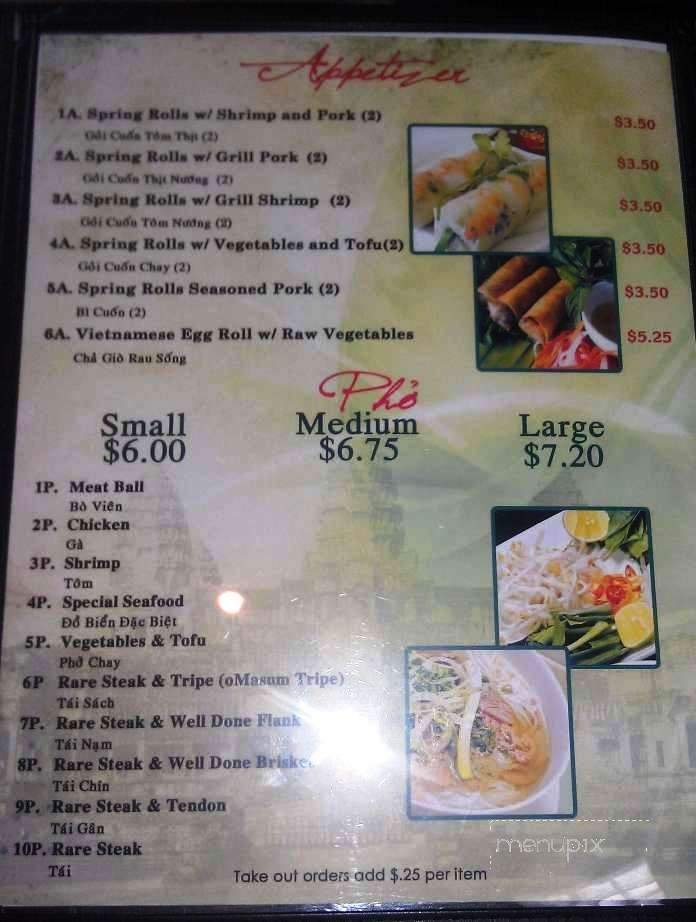 Appetizer
1A. Spring Rolls w/ Shrimp and Pork (2) $3.50
Gỏi Cuốn Tôm Thịt (2)
2A. Spring Rolls w/ Grill Pork (2) $3.50
Gỏi Cuốn Thịt Nướng (2)
3A. Spring Rolls w/ Grill Shrimp (2) $3.50
Gỏi Cuốn Tôm Nướng (2)
4A. Spring Rolls w/ Vegetables and Tofu(2) $3.50
Gỏi Cuốn Chay (2)
5A. Spring Rolls Seasoned Pork (2) $3.50
Bì Cuốn (2)
6A. Vietnamese Egg Roll w/ Raw Vegetables $5.25
Chả Giò Rau Sống
Phở
Small Medium Large
$6.00 $6.75 $7.20
1P. Meat Ball
Bò Viên
2P. Chicken
Gà
3P. Shrimp
Tôm
4P. Special Seafood
Đồ Biển Đặc Biệt
5P. Vegetables & Tofu
Phở Chay
6P Rare Steak & Tripe (oMasum Tripe)
Tái Sách
7P. Rare Steak & Well Done Flank
Tái Nạm
8P. Rare Steak & Well Done Briske
Tái Chín
9P. Rare Steak & Tendon
Tái Gân
10P. Rare Steak
Tái
Take out orders add $.25 per item
menupix